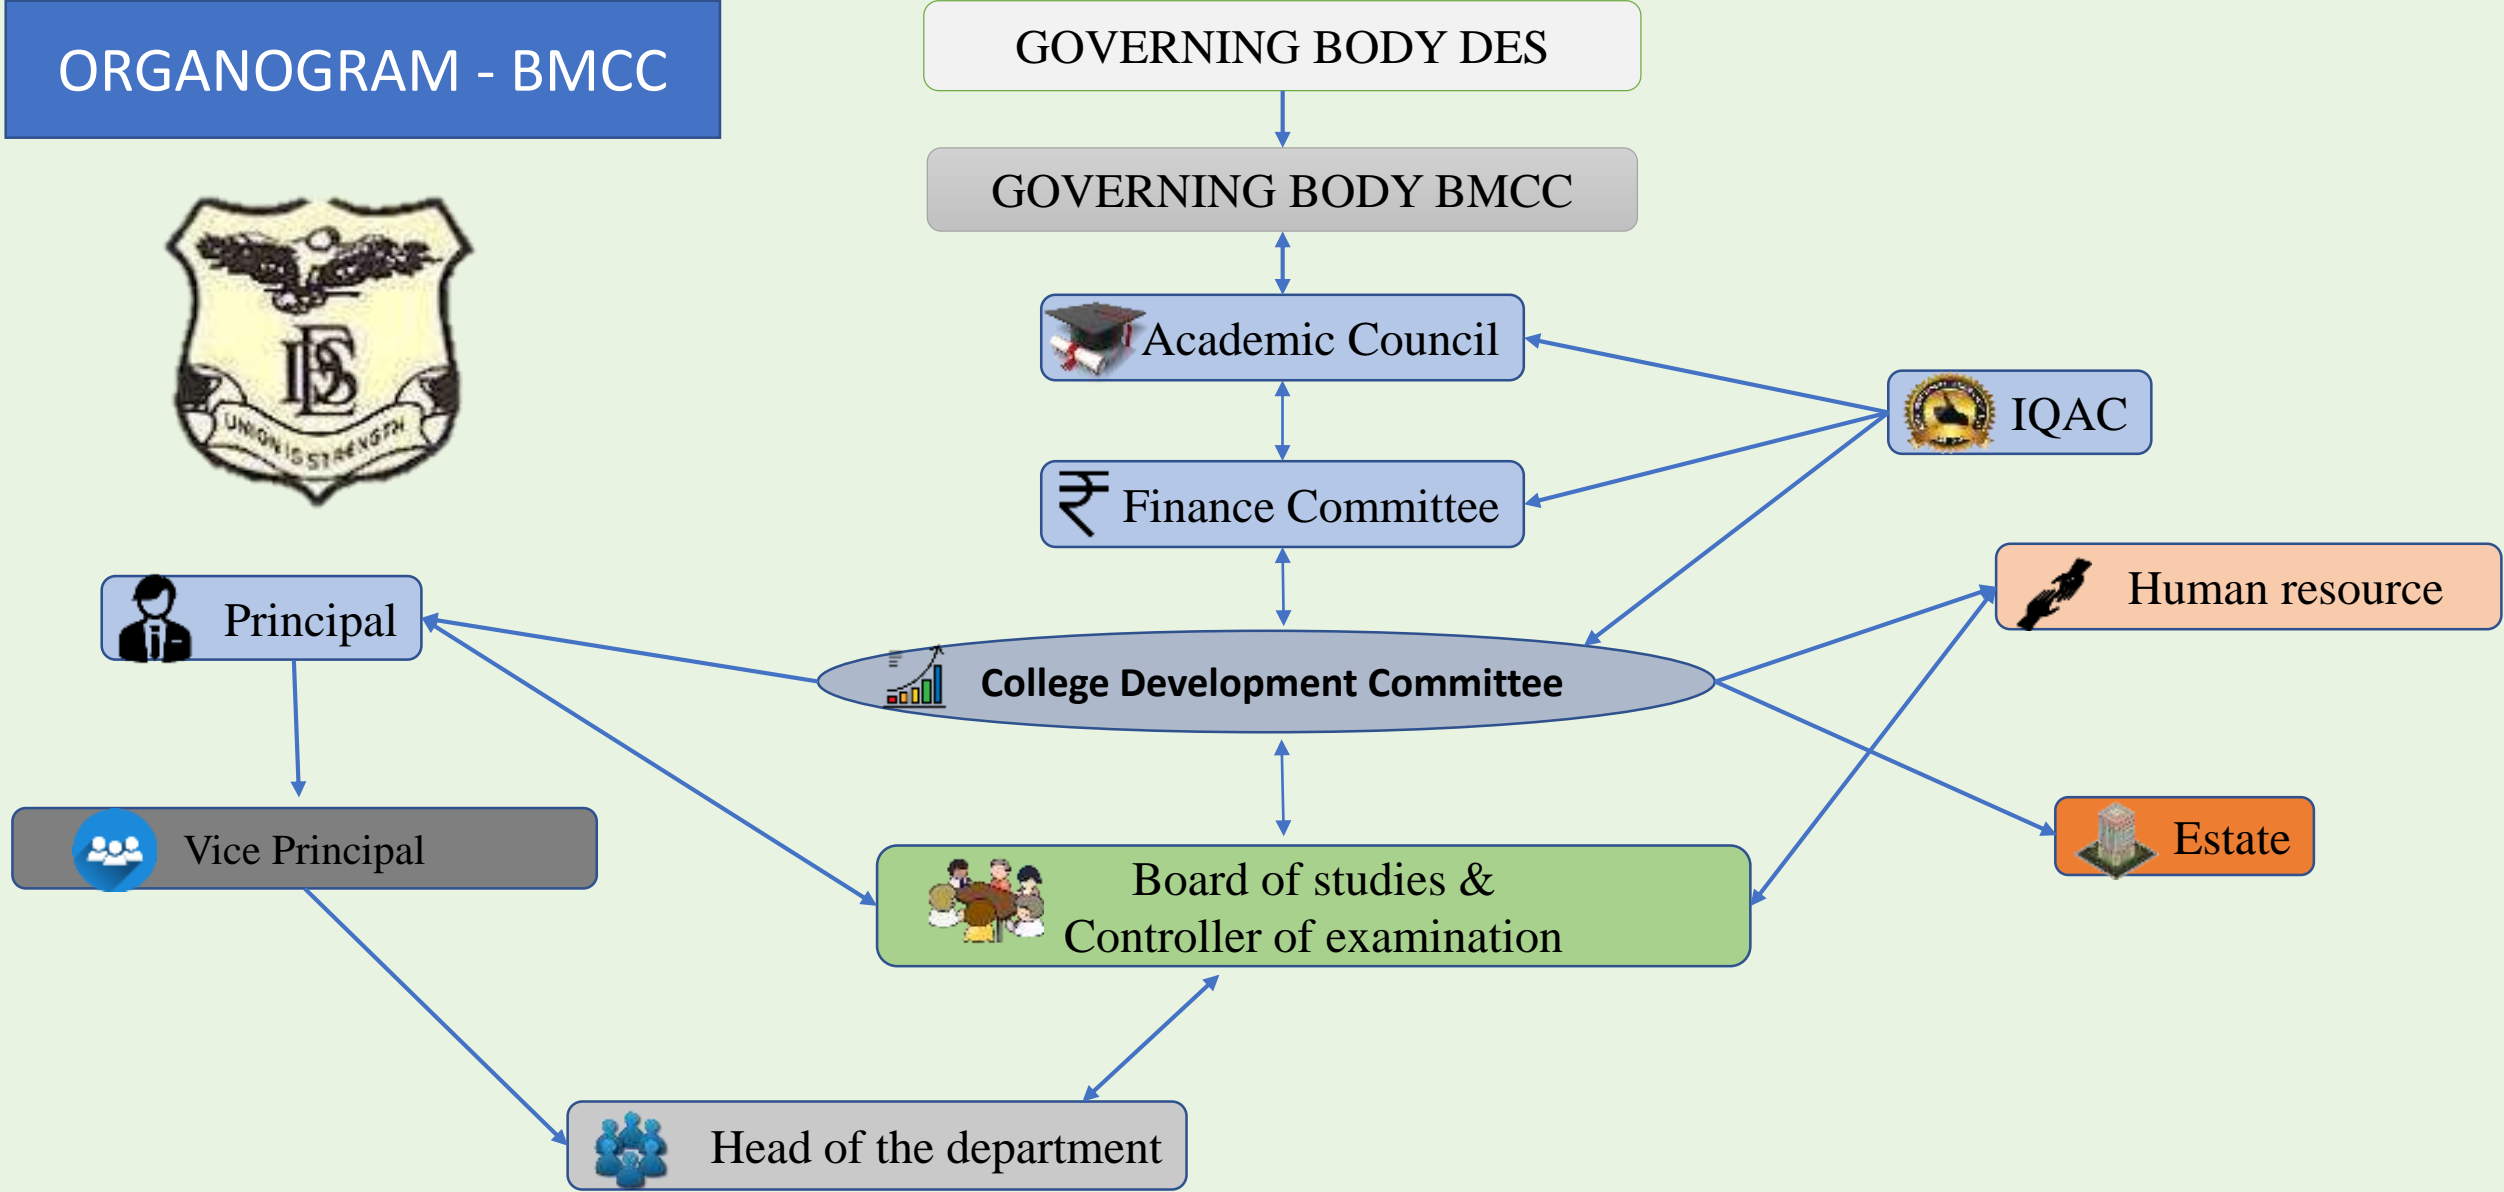 ORGANOGRAM - BMCC
GOVERNING BODY DES
GOVERNING BODY BMCC
Academic Council
IQAC
₹ Finance Committee
Human resource
Principal
College Development Committee
Vice Principal
Estate
Board of studies &
Controller of examination
Head of the department
DES
UNION IS STRENGTH